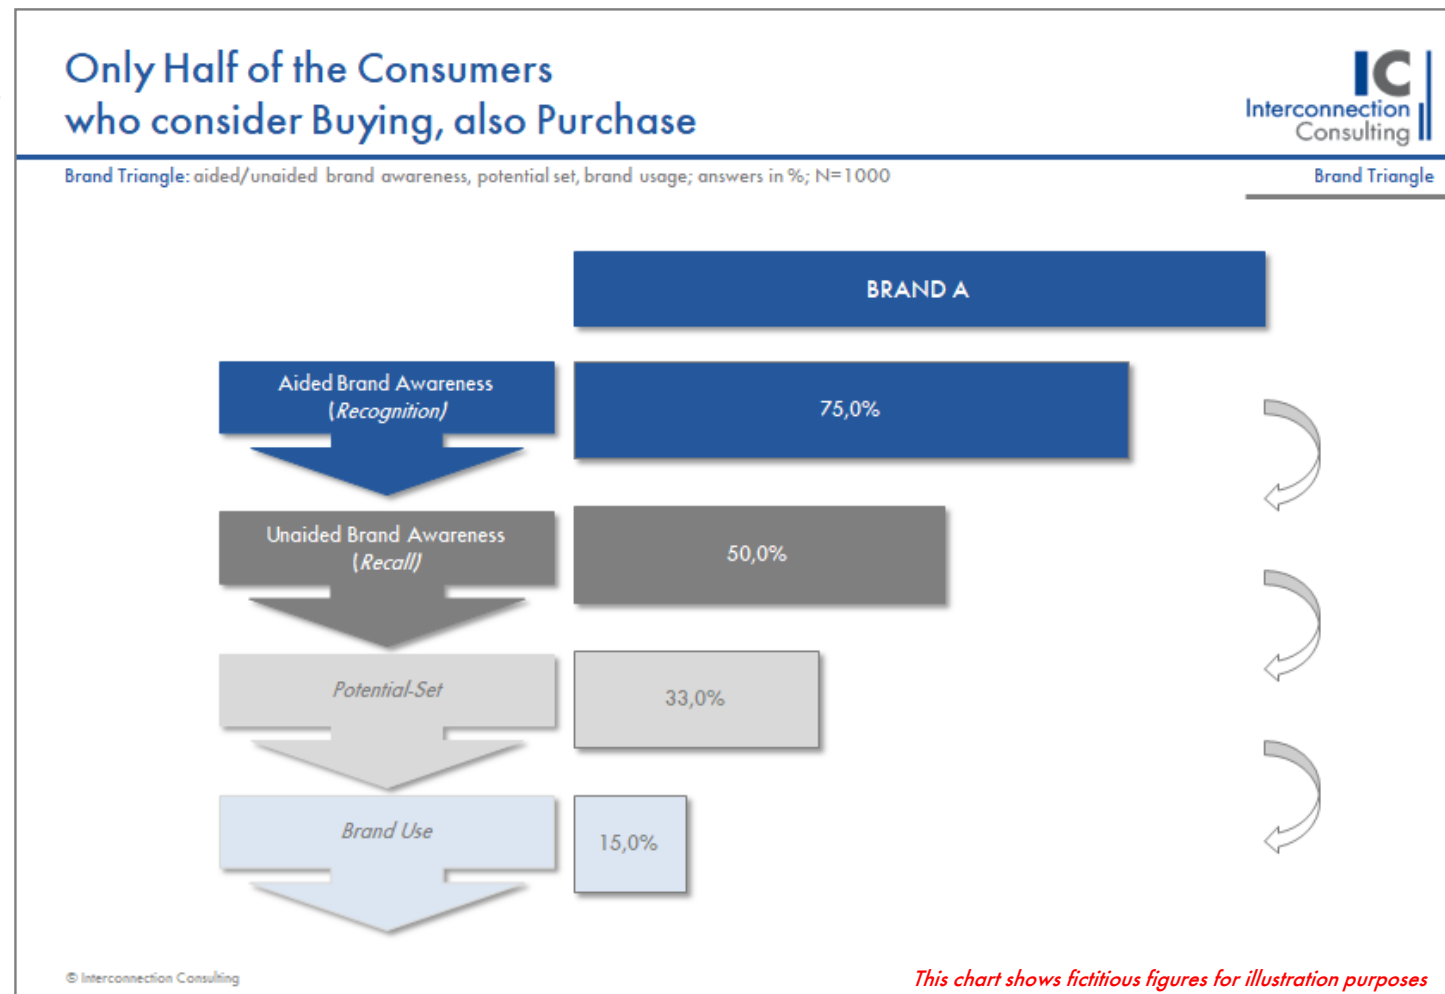 Only Half of the Consumers
who consider Buying, also Purchase
IC
Interconnection
Consulting
Brand Triangle: aided/unaided brand awareness, potential set, brand usage; answers in %; N=1000
Brand Triangle
BRAND A
Aided Brand Awareness
(Recognition)
75,0%
Unaided Brand Awareness
(Recall)
50,0%
Potential-Set
33,0%
Brand Use
15,0%
© Interconnection Consulting
This chart shows fictitious figures for illustration purposes